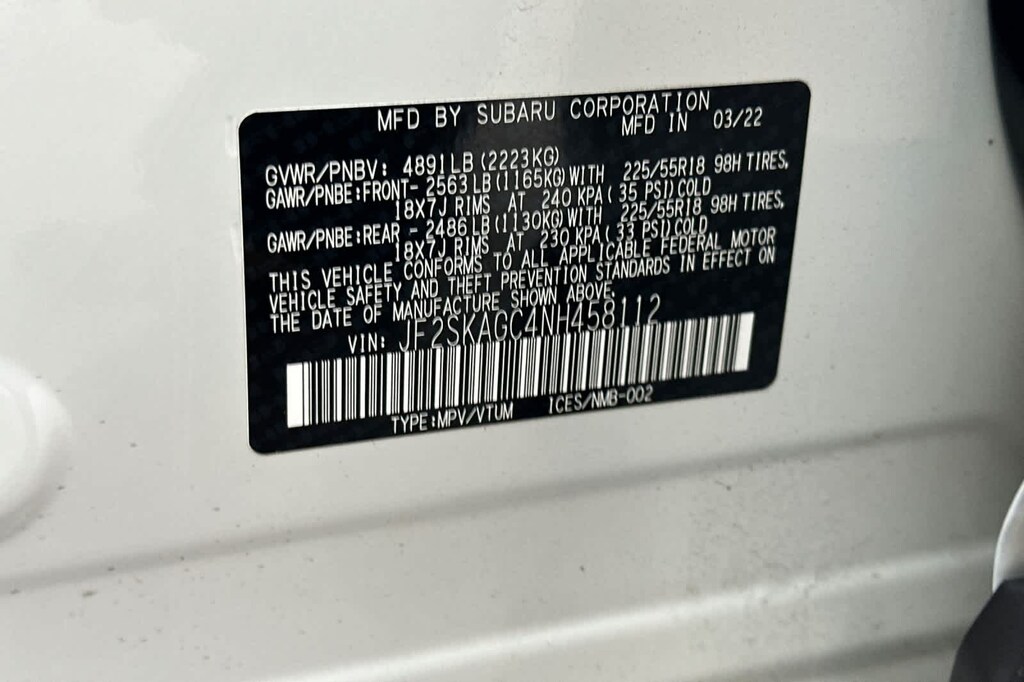 MFD BY SUBARU CORPORATION
MFD IN 03/22
GVWR/PNBV: 4891LB (2223KG)
GAWR/PNBE:FRONT- 2563LB(1165KG)WITH 225/55R18 98H TIRES,
18X7J RIMS AT 240 KPA( 35 PSI)COLD
GAWR/PNBE:REAR - 2486LB(1130KG)WITH 225/55R18 98H TIRES,
18X7J RIMS AT 230 KPA( 33 PSI)COLD
THIS VEHICLE CONFORMS TO ALL APPLICABLE FEDERAL MOTOR
VEHICLE SAFETY AND THEFT PREVENTION STANDARDS IN EFFECT ON
THE DATE OF MANUFACTURE SHOWN ABOVE.
VIN: JF2SKAGC4NH458112
TYPE:MPV/VTUM ICES/NMB-002